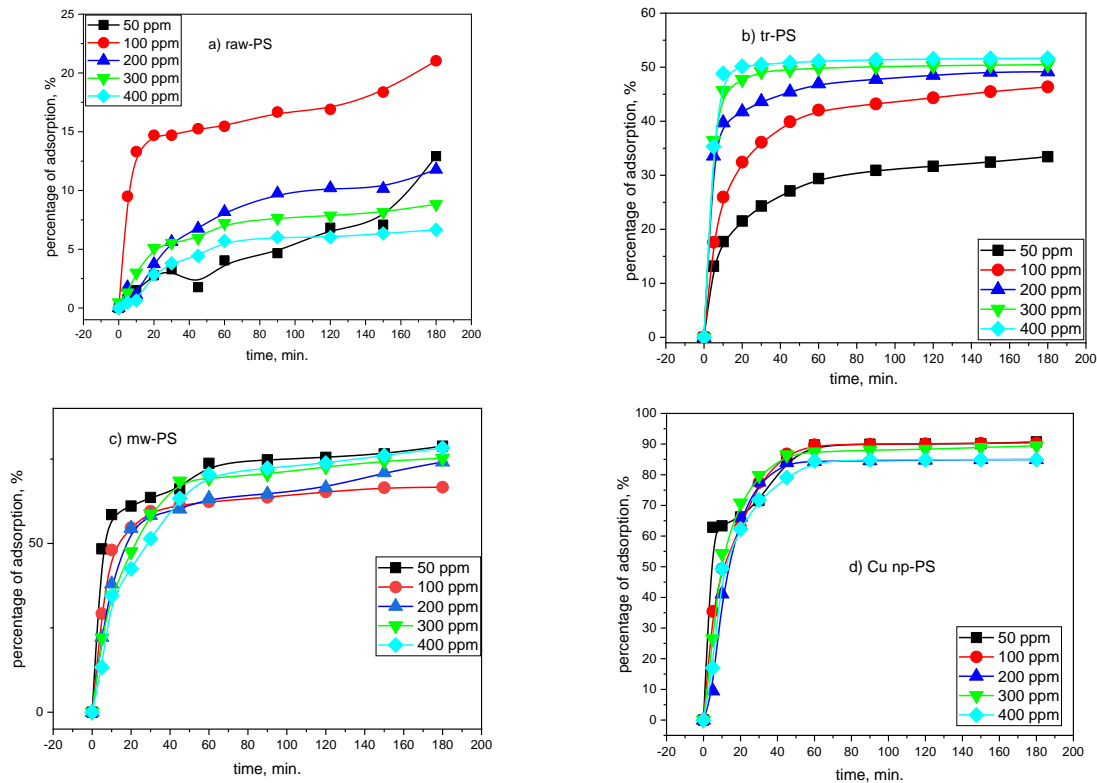 50 ppm
100 ppm
200 ppm
300 ppm
400 ppm
a) raw-PS
percentage of adsorption, %
25
20
15
10
5
0
-20 0 20 40 60 80 100 120 140 160 180 200
time, min.
b) tr-PS
percentage of adsorption, %
60
50
40
30
20
10
0
50 ppm
100 ppm
200 ppm
300 ppm
400 ppm
-20 0 20 40 60 80 100 120 140 160 180 200
time, min.
c) mw-PS
percentage of adsorption, %
50
0
50 ppm
100 ppm
200 ppm
300 ppm
400 ppm
-20 0 20 40 60 80 100 120 140 160 180 200
time, min.
percentage of adsorption, %
100
90
80
70
60
50
40
30
20
10
0
d) Cu np-PS
50 ppm
100 ppm
200 ppm
300 ppm
400 ppm
-20 0 20 40 60 80 100 120 140 160 180 200
time, min.